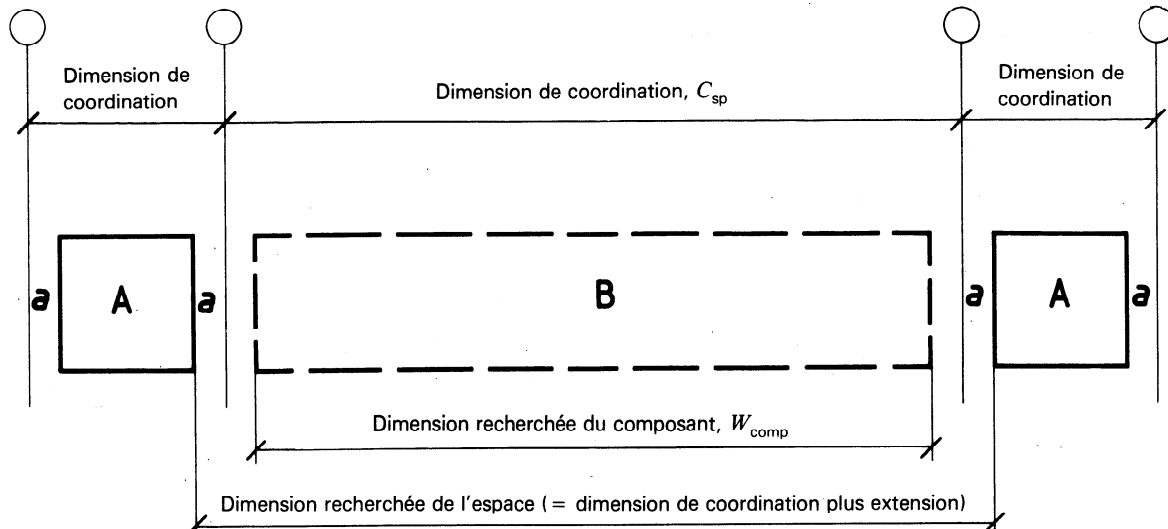 Dimension de
coordination
Dimension de coordination, C_sp
Dimension de
coordination
a
A
a
B
a
A
a
Dimension recherchée du composant, W_comp
Dimension recherchée de l'espace (= dimension de coordination plus extension)